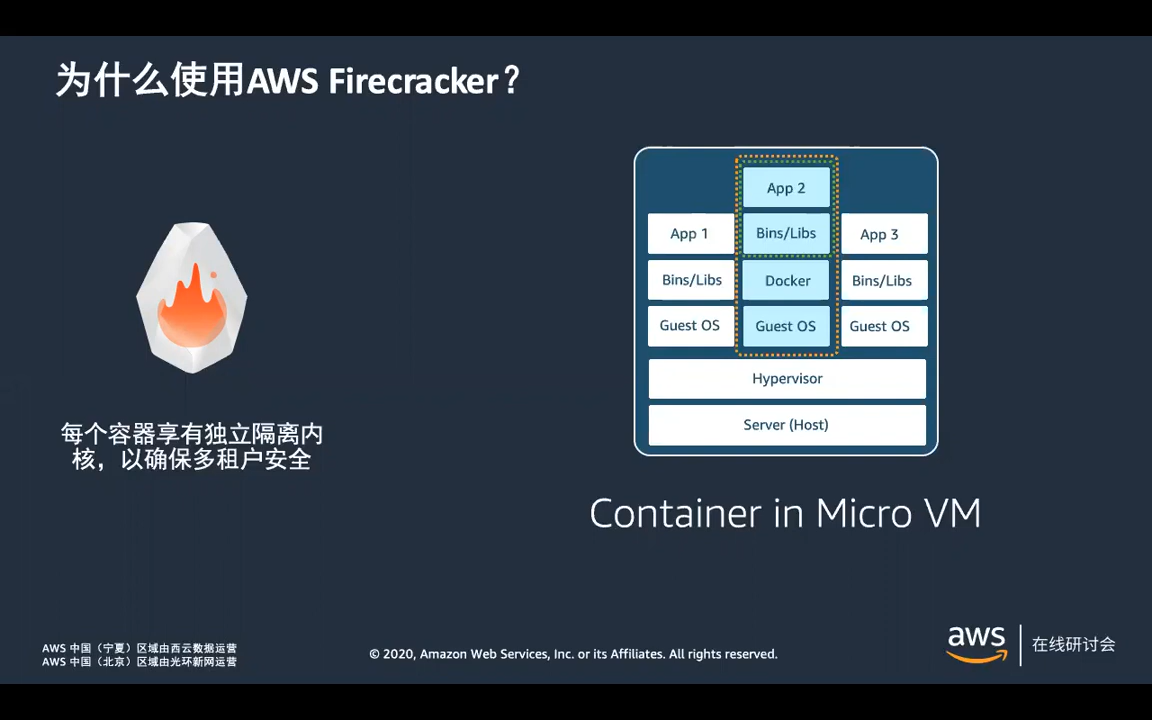 为什么使用AWS Firecracker？
每个容器享有独立隔离内
核，以确保多租户安全
App 2
App 1
Bins/Libs
App 3
Bins/Libs
Docker
Bins/Libs
Guest OS
Guest OS
Guest OS
Hypervisor
Server (Host)
Container in Micro VM
AWS 中国（宁夏）区域由西云数据运营
AWS 中国（北京）区域由光环新网运营
© 2020, Amazon Web Services, Inc. or its Affiliates. All rights reserved.
aws
在线研讨会